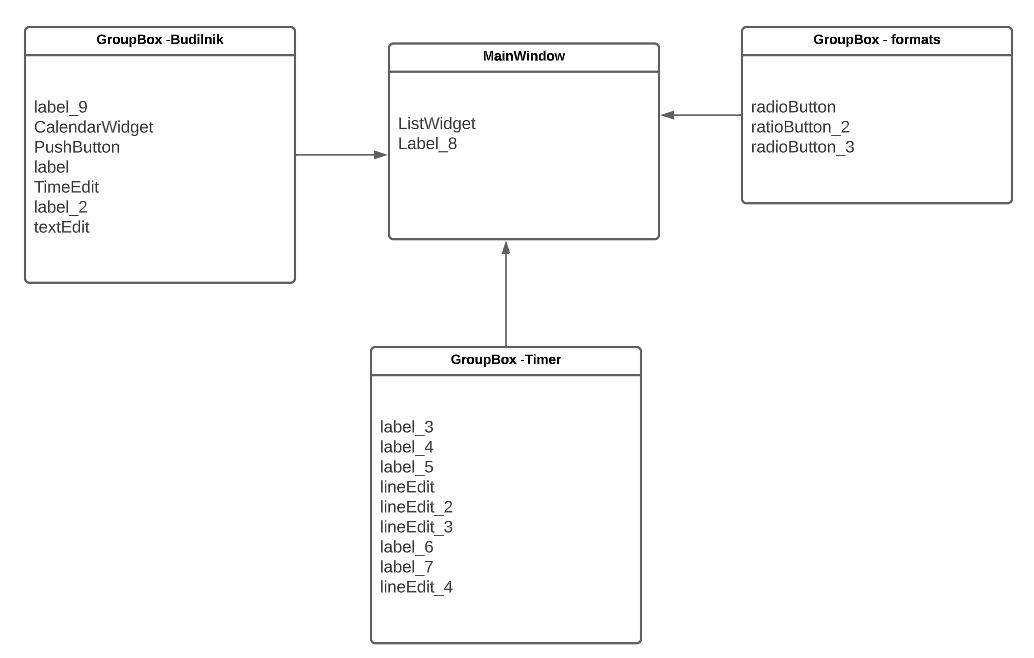 GroupBox -Budilnik
label_9
CalendarWidget
PushButton
label
TimeEdit
label_2
textEdit
MainWindow
ListWidget
Label_8
GroupBox - formats
radioButton
ratioButton_2
radioButton_3
GroupBox -Timer
label_3
label_4
label_5
lineEdit
lineEdit_2
lineEdit_3
label_6
label_7
lineEdit_4